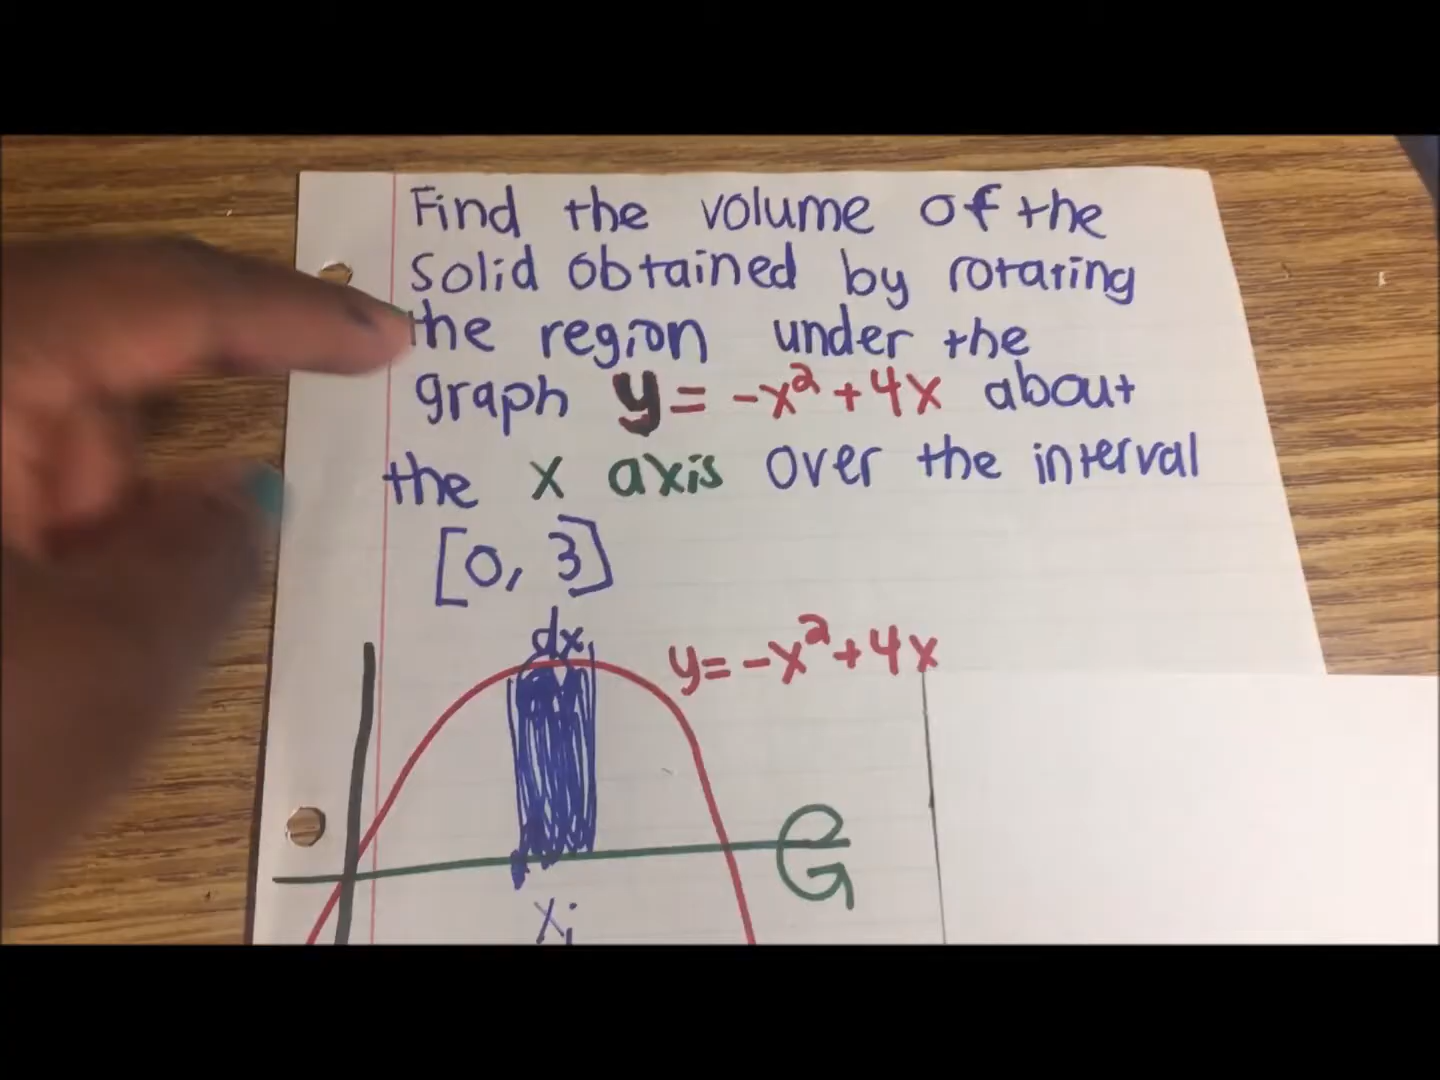 Find the volume of the
solid obtained by rotaring
the region under the
graph y = -x² + 4x about
the x axis over the interval
[0, 3]
dx
y = -x² + 4x
xi